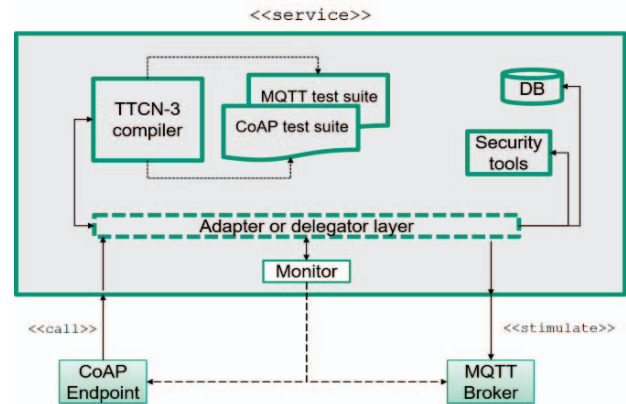 <<service>>
TTCN-3
compiler
MQTT test suite
CoAP test suite
DB
Security
tools
Adapter or delegator layer
Monitor
<<call>>
<<stimulate>>
CoAP
Endpoint
MQTT
Broker